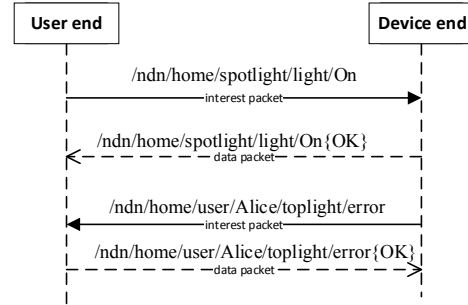 User end
Device end
/ndn/home/spotlight/light/On
interest packet
/ndn/home/spotlight/light/On{OK}
data packet
/ndn/home/user/Alice/toplight/error
interest packet
/ndn/home/user/Alice/toplight/error{OK}
data packet